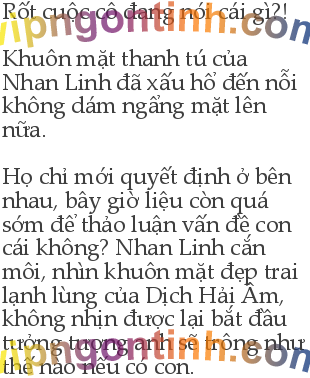 Rốt cuộc cô đang nói cái gì?!
vipngontinh.com
Khuôn mặt thanh tú của
Nhan Linh đã xấu hổ đến nỗi
không dám ngẩng mặt lên
nữa.
Họ chỉ mới quyết định ở bên
nhau, bây giờ liệu còn quá
sớm để thảo luận vấn đề con
cái không? Nhan Linh cắn
môi, nhìn khuôn mặt đẹp trai
lạnh lùng của Dịch Hải Âm,
không nhịn được lại bắt đầu
tưởng tượng anh sẽ trông như
vipngontinh.com
thế nào nếu có con.